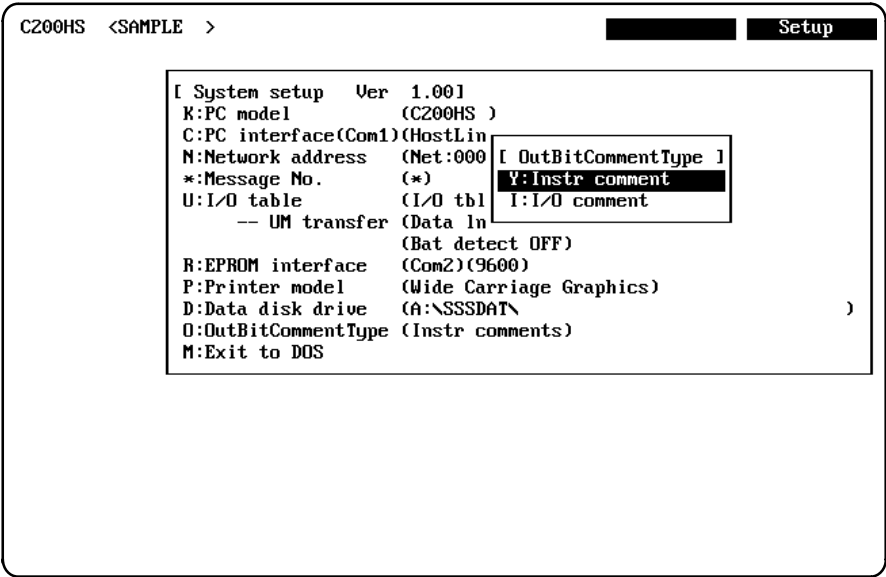 C200HS <SAMPLE > Setup
[ System setup Ver 1.00]
K:PC model (C200HS )
C:PC interface(Com1)(HostLin
N:Network address (Net:000
*:Message No. (*)
U:I/O table (I/O tbl
-- UM transfer (Data ln
(Bat detect OFF)
R:EPROM interface (Com2)(9600)
P:Printer model (Wide Carriage Graphics)
D:Data disk drive (A:\SSSDAT\ )
O:OutBitCommentType (Instr comments)
M:Exit to DOS
[ OutBitCommentType ]
Y:Instr comment
I:I/O comment